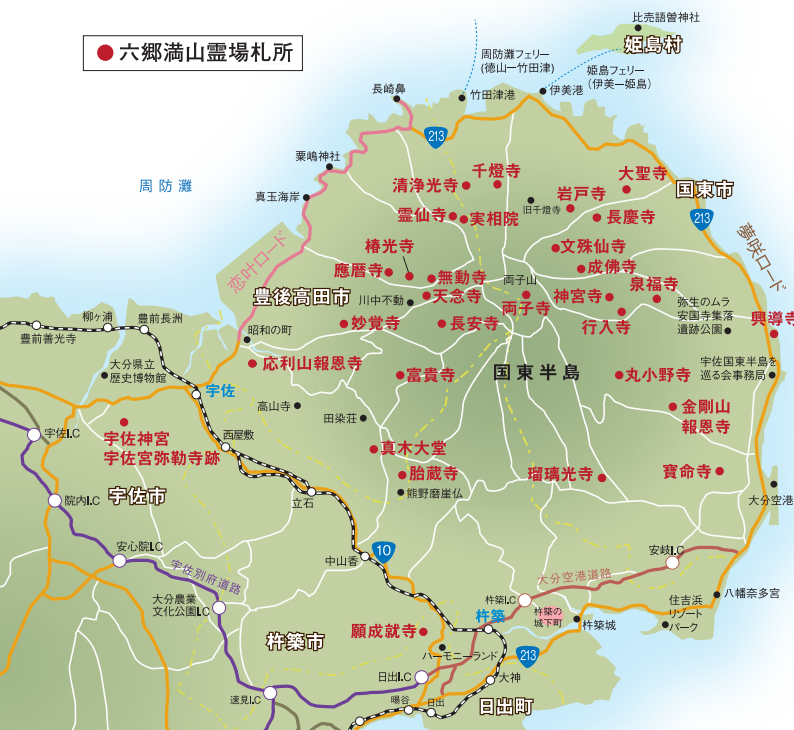 六郷満山霊場札所
比売語曽神社
姫島村
周防灘フェリー
(徳山ー竹田津)
姫島フェリー
(伊美ー姫島)
長崎鼻
竹田津港
伊美港
213
粟嶋神社
周防灘
真玉海岸
清浄光寺
千燈寺
大聖寺
岩戸寺
国東市
旧千燈寺
霊仙寺
実相院
長慶寺
213
夢咲ロード
恋叶ロード
椿光寺
文殊仙寺
應暦寺
無動寺
成佛寺
両子山
泉福寺
豊後高田市
川中不動
天念寺
両子寺
神宮寺
弥生のムラ
安国寺集落
遺跡公園
興導寺
妙覚寺
長安寺
行入寺
柳ヶ浦
豊前長洲
豊前善光寺
昭和の町
大分県立
歴史博物館
応利山報恩寺
富貴寺
国東半島
丸小野寺
宇佐国東半島を
巡る会事務局
宇佐
高山寺
田染荘
金剛山
報恩寺
宇佐I.C
宇佐神宮
宇佐宮弥勒寺跡
西屋敷
真木大堂
胎蔵寺
瑠璃光寺
寶命寺
熊野磨崖仏
宇佐市
院内I.C
立石
大分空港
安心院I.C
10
中山香
安岐I.C
宇佐別府道路
大分空港道路
大分農業
文化公園I.C
杵築I.C
杵築の
城下町
八幡奈多宮
住吉浜
リゾート
パーク
杵築
杵築城
願成就寺
杵築市
ハーモニーランド
213
日出I.C
大神
速見I.C
暘谷
日出
日出町